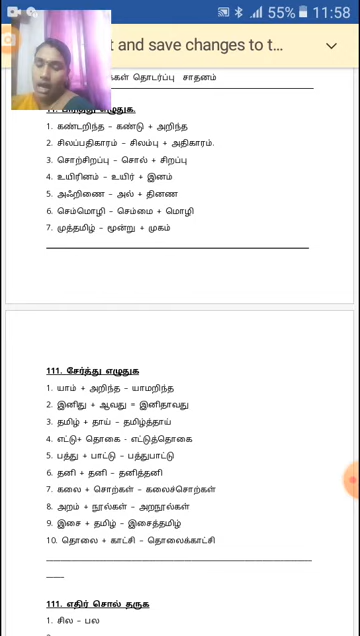 11:58
55%
t and save changes to t...
கள் தொடர்பு சாதனம்
எழுதுக.
1. கண்டறிந்த – கண்டு + அறிந்த
2. சிலப்பதிகாரம் – சிலம்பு + அதிகாரம்.
3. சொற்சிறப்பு – சொல் + சிறப்பு
4. உயிரினம் – உயிர் + இனம்
5. அஃறிணை – அல் + தினண
6. செம்மொழி – செம்மை + மொழி
7. முத்தமிழ் – மூன்று + முகம்
111. சேர்த்து எழுதுக
1. யாம் + அறிந்த – யாமறிந்த
2. இனிது + ஆவது = இனிதாவது
3. தமிழ் + தாய் – தமிழ்த்தாய்
4. எட்டு+ தொகை - எட்டுத்தொகை
5. பத்து + பாட்டு – பத்துபாட்டு
6. தனி + தனி – தனித்தனி
7. கலை + சொற்கள் – கலைச்சொற்கள்
8. அறம் + நூல்கள் – அறநூல்கள்
9. இசை + தமிழ் – இசைத்தமிழ்
10. தொலை + காட்சி – தொலைக்காட்சி
111. எதிர் சொல் தருக
1. சில – பல